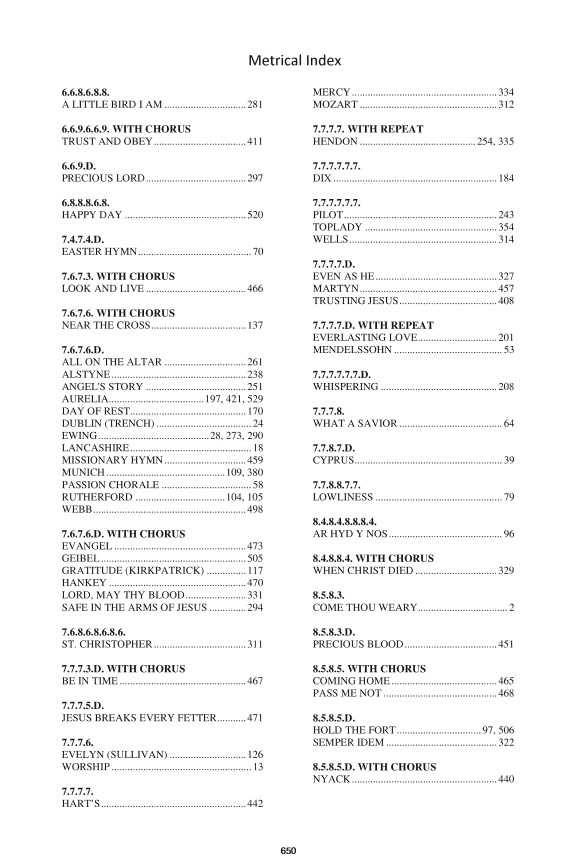 Metrical Index
6.6.8.6.8.8.
A LITTLE BIRD I AM ............................... 281
6.6.9.6.6.9. WITH CHORUS
TRUST AND OBEY ................................... 411
6.6.9.D.
PRECIOUS LORD ...................................... 297
6.8.8.8.6.8.
HAPPY DAY .............................................. 520
7.4.7.4.D.
EASTER HYMN ........................................... 70
7.6.7.3. WITH CHORUS
LOOK AND LIVE ...................................... 466
7.6.7.6. WITH CHORUS
NEAR THE CROSS .................................... 137
7.6.7.6.D.
ALL ON THE ALTAR ............................... 261
ALSTYNE ................................................... 238
ANGEL'S STORY ...................................... 251
AURELIA .................................... 197, 421, 529
DAY OF REST ............................................ 170
DUBLIN (TRENCH) .................................... 24
EWING .......................................... 28, 273, 290
LANCASHIRE .............................................. 18
MISSIONARY HYMN ............................... 459
MUNICH ............................................. 109, 380
PASSION CHORALE .................................. 58
RUTHERFORD .................................. 104, 105
WEBB .......................................................... 498
7.6.7.6.D. WITH CHORUS
EVANGEL .................................................. 473
GEIBEL ....................................................... 505
GRATITUDE (KIRKPATRICK) ............... 117
HANKEY .................................................... 470
LORD, MAY THY BLOOD ....................... 331
SAFE IN THE ARMS OF JESUS .............. 294
7.6.8.6.8.6.8.6.
ST. CHRISTOPHER ................................... 311
7.7.7.3.D. WITH CHORUS
BE IN TIME ................................................ 467
7.7.7.5.D.
JESUS BREAKS EVERY FETTER ........... 471
7.7.7.6.
EVELYN (SULLIVAN) ............................. 126
WORSHIP ..................................................... 13
7.7.7.7.
HART'S ....................................................... 442
MERCY ....................................................... 334
MOZART .................................................... 312
7.7.7.7. WITH REPEAT
HENDON ............................................ 254, 335
7.7.7.7.7.7.
DIX .............................................................. 184
7.7.7.7.7.7.
PILOT .......................................................... 243
TOPLADY .................................................. 354
WELLS ........................................................ 314
7.7.7.7.D.
EVEN AS HE .............................................. 327
MARTYN .................................................... 457
TRUSTING JESUS ..................................... 408
7.7.7.7.D. WITH REPEAT
EVERLASTING LOVE .............................. 201
MENDELSSOHN ......................................... 53
7.7.7.7.7.7.D.
WHISPERING ............................................ 208
7.7.7.8.
WHAT A SAVIOR ....................................... 64
7.7.8.7.D.
CYPRUS ........................................................ 39
7.7.8.8.7.7.
LOWLINESS ................................................ 79
8.4.8.4.8.8.8.4.
AR HYD Y NOS ........................................... 96
8.4.8.8.4. WITH CHORUS
WHEN CHRIST DIED ............................... 329
8.5.8.3.
COME THOU WEARY .................................. 2
8.5.8.3.D.
PRECIOUS BLOOD ................................... 451
8.5.8.5. WITH CHORUS
COMING HOME ........................................ 465
PASS ME NOT ........................................... 468
8.5.8.5.D.
HOLD THE FORT ................................ 97, 506
SEMPER IDEM .......................................... 322
8.5.8.5.D. WITH CHORUS
NYACK ....................................................... 440
650